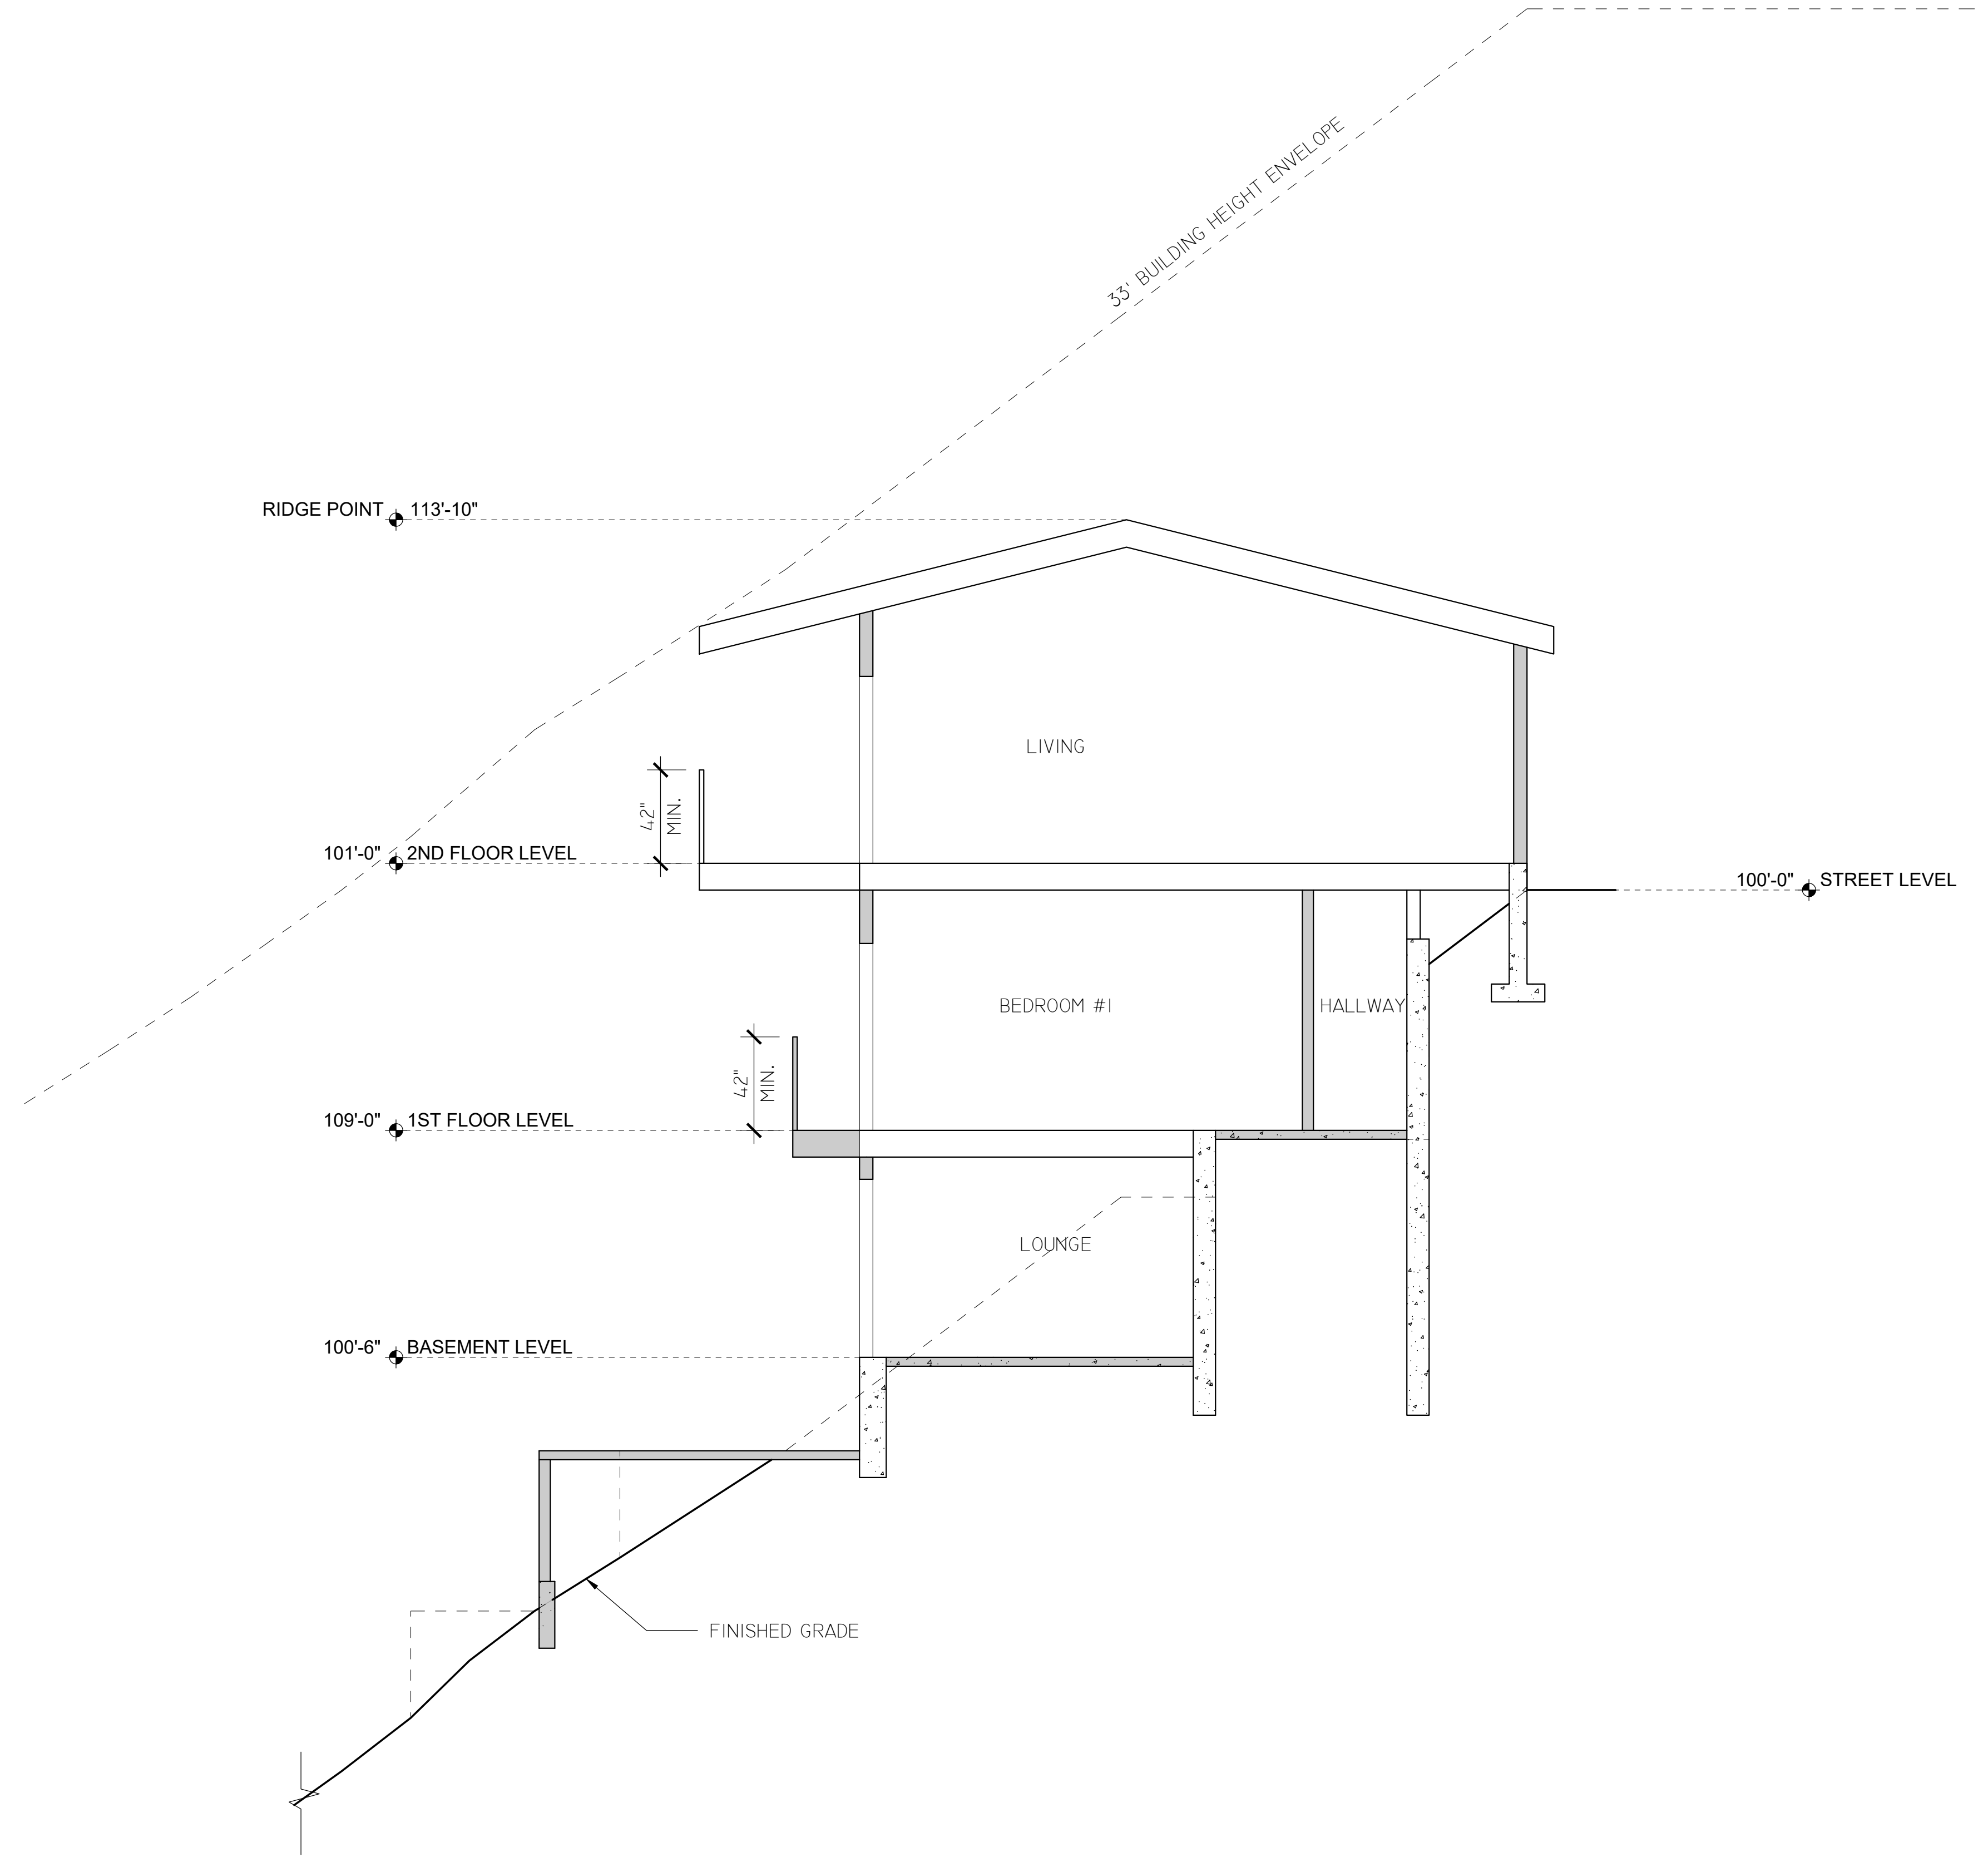 33' BUILDING HEIGHT ENVELOPE
RIDGE POINT 113'-10"
LIVING
42"
MIN.
101'-0" 2ND FLOOR LEVEL
100'-0" STREET LEVEL
BEDROOM #1
HALLWAY
42"
MIN.
109'-0" 1ST FLOOR LEVEL
LOUNGE
100'-6" BASEMENT LEVEL
FINISHED GRADE